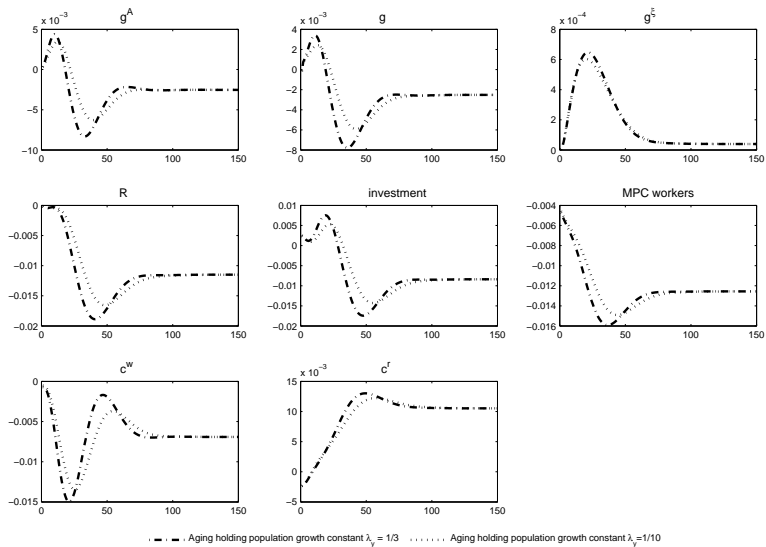 g^A
x 10^-3
5
0
−5
−10
0 50 100 150
g
x 10^-3
4
2
0
−2
−4
−6
−8
0 50 100 150
g^ξ
x 10^-4
8
6
4
2
0
0 50 100 150
R
0
−0.005
−0.01
−0.015
−0.02
0 50 100 150
investment
0.01
0.005
0
−0.005
−0.01
−0.015
−0.02
0 50 100 150
MPC workers
−0.004
−0.006
−0.008
−0.01
−0.012
−0.014
−0.016
0 50 100 150
c^w
0
−0.005
−0.01
−0.015
0 50 100 150
c^r
x 10^-3
15
10
5
0
−5
0 50 100 150
Aging holding population growth constant λ_y = 1/3 Aging holding population growth constant λ_y =1/10